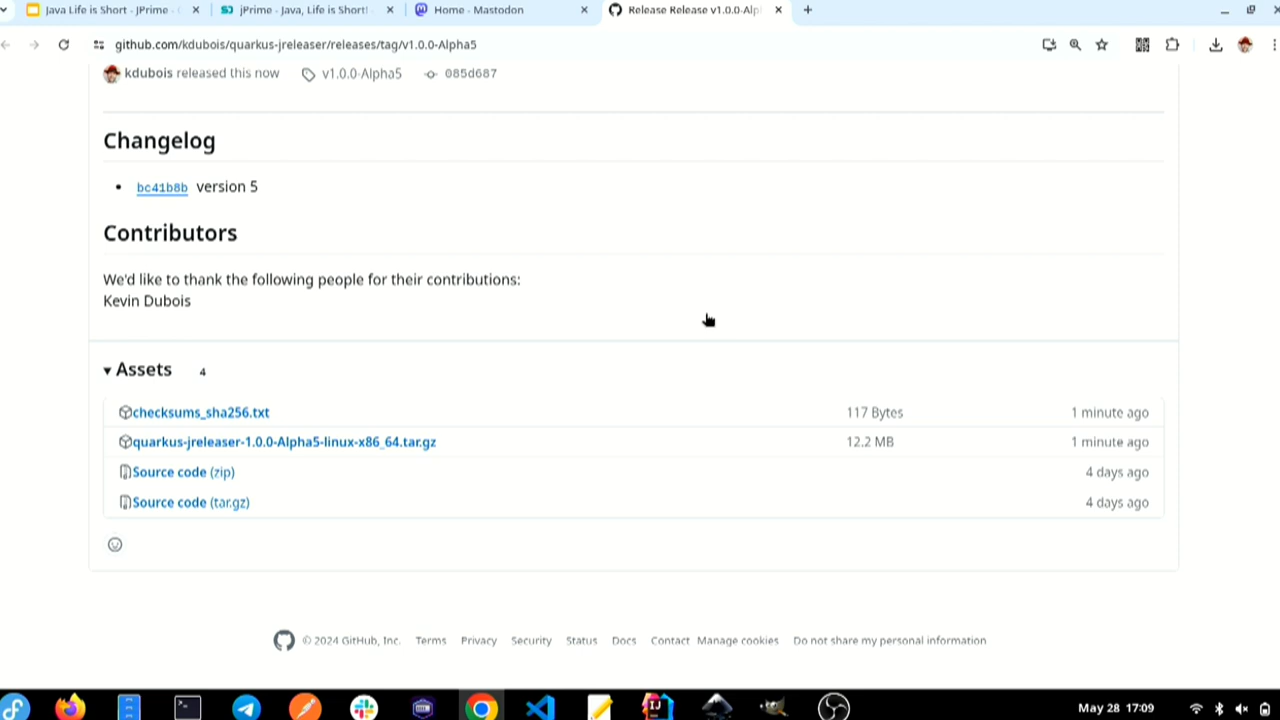 Java Life is Short - JPrime -
jPrime - Java, Life is Short!
Home - Mastodon
Release Release v1.0.0-Alp
github.com/kdubois/quarkus-jreleaser/releases/tag/v1.0.0-Alpha5
kdubois released this now
v1.0.0-Alpha5
085d687
Changelog
bc41b8b version 5
Contributors
We'd like to thank the following people for their contributions:
Kevin Dubois
Assets 4
checksums_sha256.txt 117 Bytes 1 minute ago
quarkus-jreleaser-1.0.0-Alpha5-linux-x86_64.tar.gz 12.2 MB 1 minute ago
Source code (zip) 4 days ago
Source code (tar.gz) 4 days ago
© 2024 GitHub, Inc. Terms Privacy Security Status Docs Contact Manage cookies Do not share my personal information
May 28 17:09